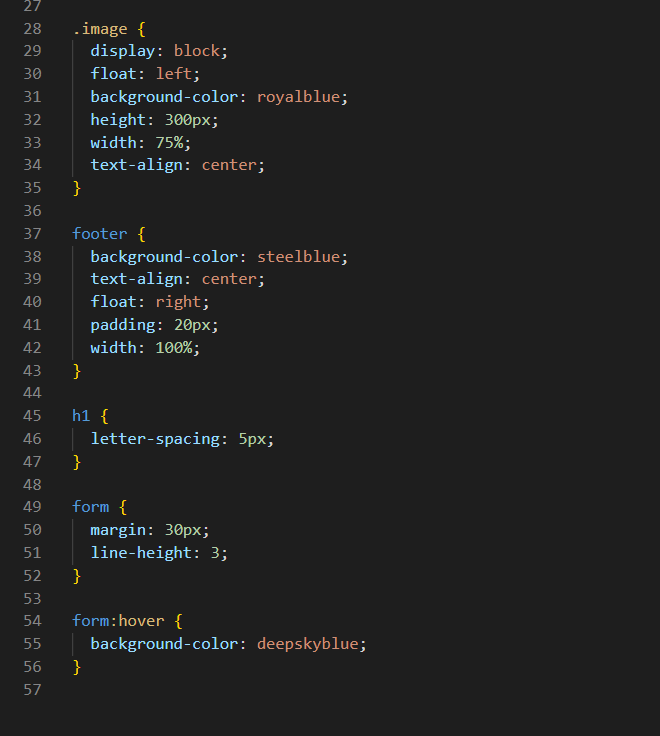 27
28 .image {
29 display: block;
30 float: left;
31 background-color: royalblue;
32 height: 300px;
33 width: 75%;
34 text-align: center;
35 }
36
37 footer {
38 background-color: steelblue;
39 text-align: center;
40 float: right;
41 padding: 20px;
42 width: 100%;
43 }
44
45 h1 {
46 letter-spacing: 5px;
47 }
48
49 form {
50 margin: 30px;
51 line-height: 3;
52 }
53
54 form:hover {
55 background-color: deepskyblue;
56 }
57